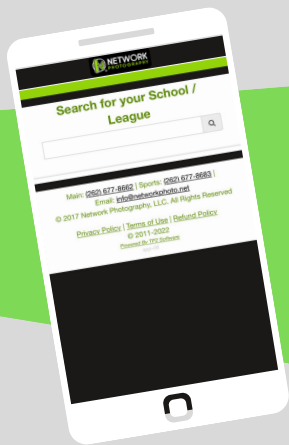 NETWORK
PHOTOGRAPHY
Search for your School /
League
Main: (262) 677-8662 | Sports: (262) 677-8683 |
Email: info@networkphoto.net
© 2017 Network Photography, LLC. All Rights Reserved
Privacy Policy | Terms of Use | Refund Policy
© 2011-2022
Powered By TPZ Software